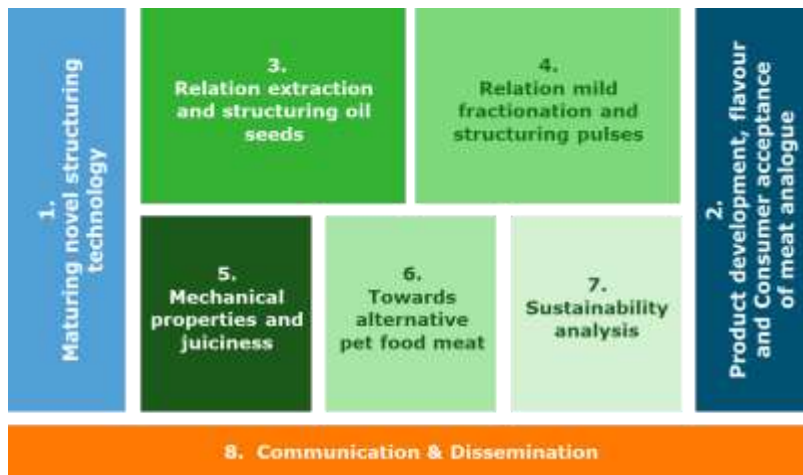 1.
Maturing novel structuring
technology
3.
Relation extraction
and structuring oil
seeds
4.
Relation mild
fractionation and
structuring pulses
2.
Product development, flavour
and Consumer acceptance
of meat analogue
5.
Mechanical
properties and
juiciness
6.
Towards
alternative
pet food meat
7.
Sustainability
analysis
8. Communication & Dissemination